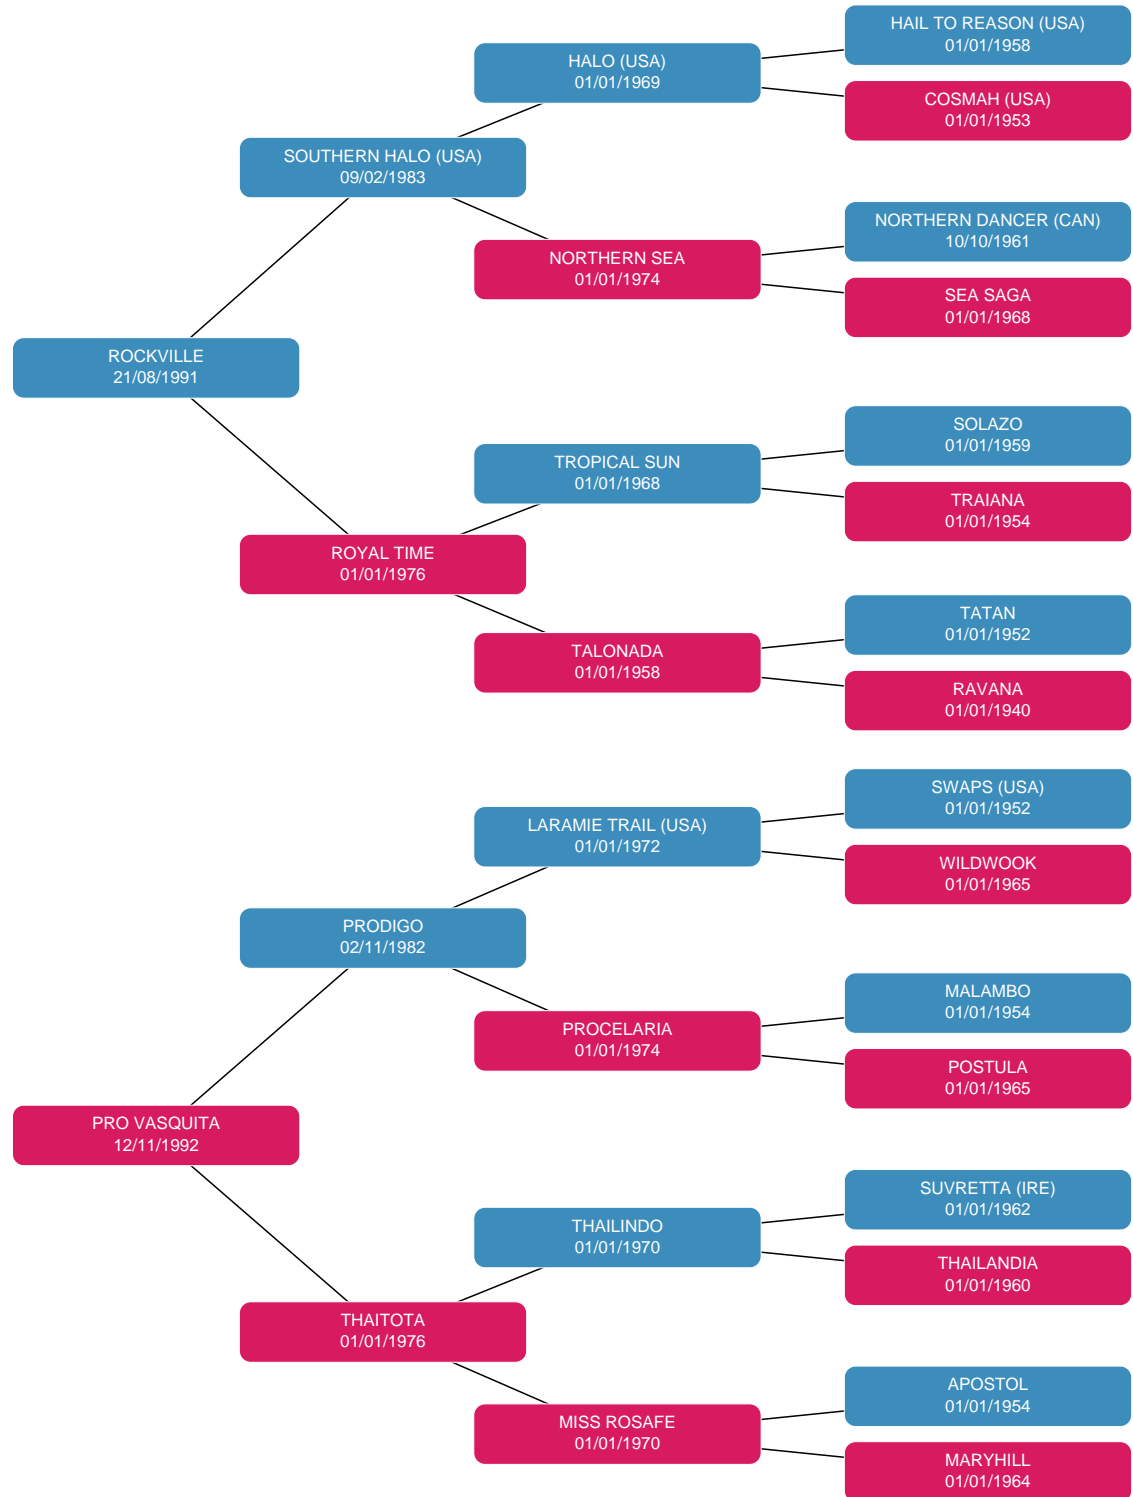 HAIL TO REASON (USA)
01/01/1958
HALO (USA)
01/01/1969
COSMAH (USA)
01/01/1953
SOUTHERN HALO (USA)
09/02/1983
NORTHERN DANCER (CAN)
10/10/1961
NORTHERN SEA
01/01/1974
SEA SAGA
01/01/1968
ROCKVILLE
21/08/1991
SOLAZO
01/01/1959
TROPICAL SUN
01/01/1968
TRAIANA
01/01/1954
ROYAL TIME
01/01/1976
TATAN
01/01/1952
TALONADA
01/01/1958
RAVANA
01/01/1940
SWAPS (USA)
01/01/1952
LARAMIE TRAIL (USA)
01/01/1972
WILDWOOK
01/01/1965
PRODIGO
02/11/1982
MALAMBO
01/01/1954
PROCELARIA
01/01/1974
POSTULA
01/01/1965
PRO VASQUITA
12/11/1992
SUVRETTA (IRE)
01/01/1962
THAILINDO
01/01/1970
THAILANDIA
01/01/1960
THAITOTA
01/01/1976
APOSTOL
01/01/1954
MISS ROSAFE
01/01/1970
MARYHILL
01/01/1964